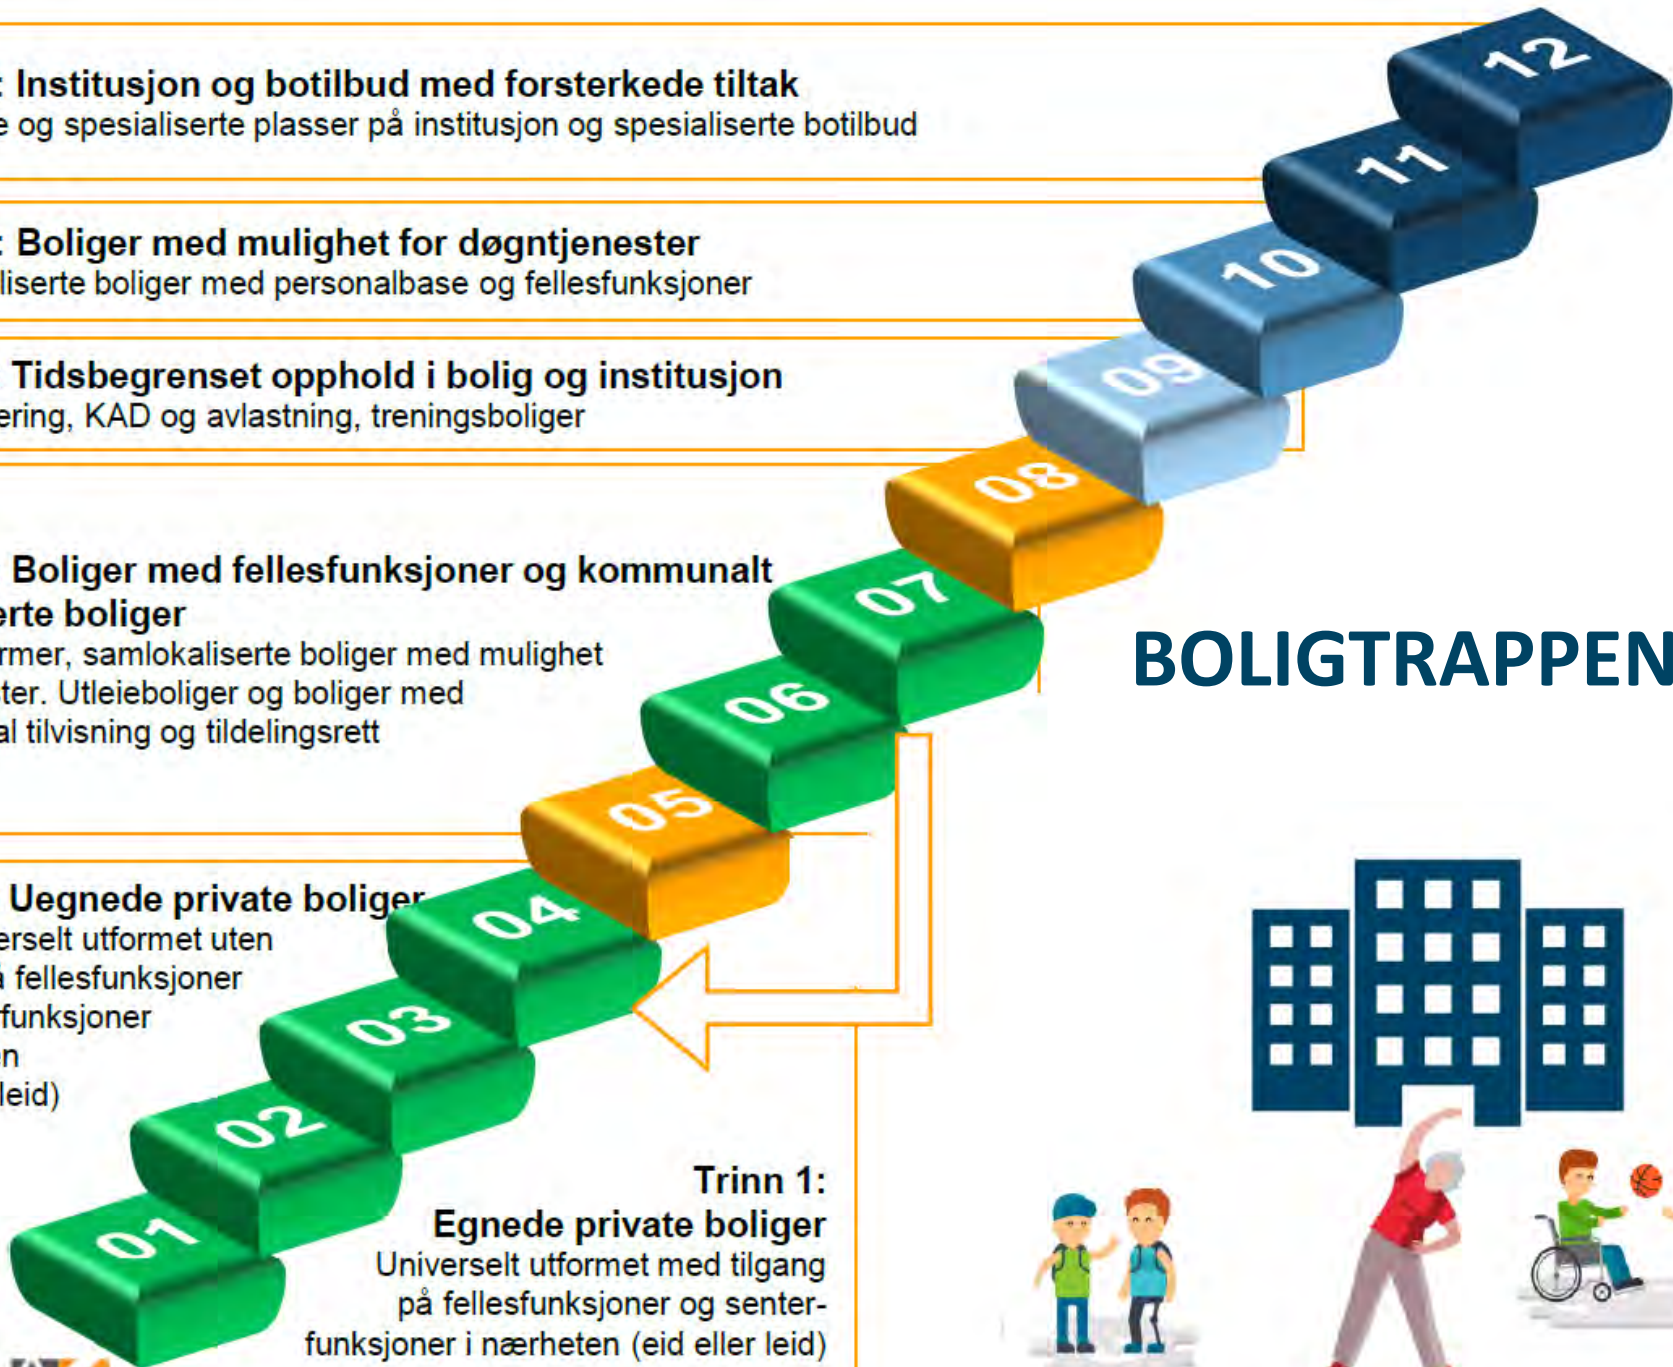 : Institusjon og botilbud med forsterkede tiltak
e og spesialiserte plasser på institusjon og spesialiserte botilbud
: Boliger med mulighet for døgntjenester
liserte boliger med personalbase og fellesfunksjoner
Tidsbegrenset opphold i bolig og institusjon
ering, KAD og avlastning, treningsboliger
Boliger med fellesfunksjoner og kommunalt
erte boliger
rmer, samlokaliserte boliger med mulighet
ster. Utleieboliger og boliger med
al tilvisning og tildelingsrett
Uegnede private boliger
erselt utformet uten
å fellesfunksjoner
funksjoner
en
leid)
Trinn 1:
Egnede private boliger
Universelt utformet med tilgang
på fellesfunksjoner og senter-
funksjoner i nærheten (eid eller leid)
12
11
10
09
08
07
06
05
04
03
02
01
BOLIGTRAPPEN